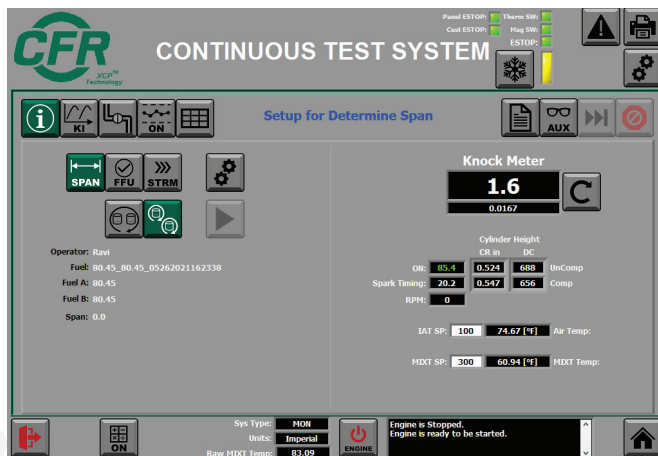 CFR
XCP™
Technology
CONTINUOUS TEST SYSTEM
Panel ESTOP: Therm SW:
Cust ESTOP: Mag SW:
ESTOP:
KI
ON
Setup for Determine Span
AUX
SPAN FFU STRM
Operator: Ravi
Fuel: 80.45_80.45_05262021162338
Fuel A: 80.45
Fuel B: 80.45
Span: 0.0
Knock Meter
1.6
0.0167
Cylinder Height
CR in DC
ON: 85.4 0.524 688 UnComp
Spark Timing: 20.2 0.547 656 Comp
RPM: 0
IAT SP: 100 74.67 [°F] Air Temp:
MIXT SP: 300 60.94 [°F] MIXT Temp:
ON
Sys Type: MON
Units: Imperial
Raw MIXT Temp: 83.09
ENGINE
Engine is Stopped.
Engine is ready to be started.